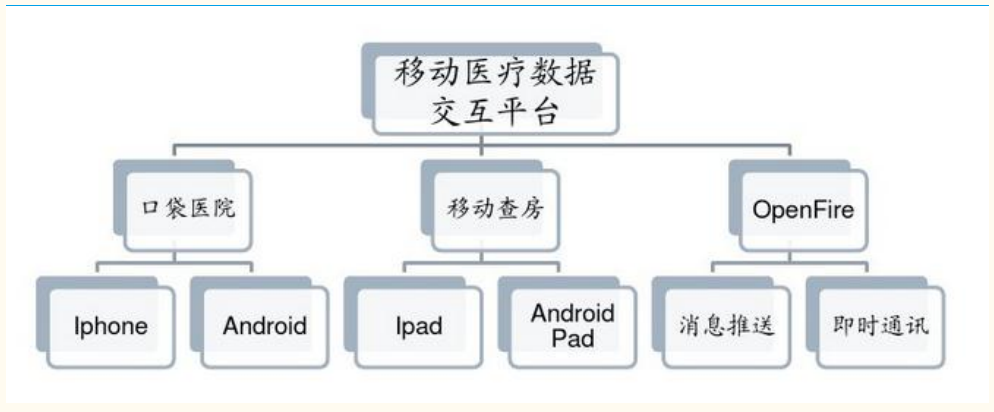 移动医疗数据
交互平台
口袋医院
移动查房
OpenFire
Iphone
Android
Ipad
Android
Pad
消息推送
即时通讯